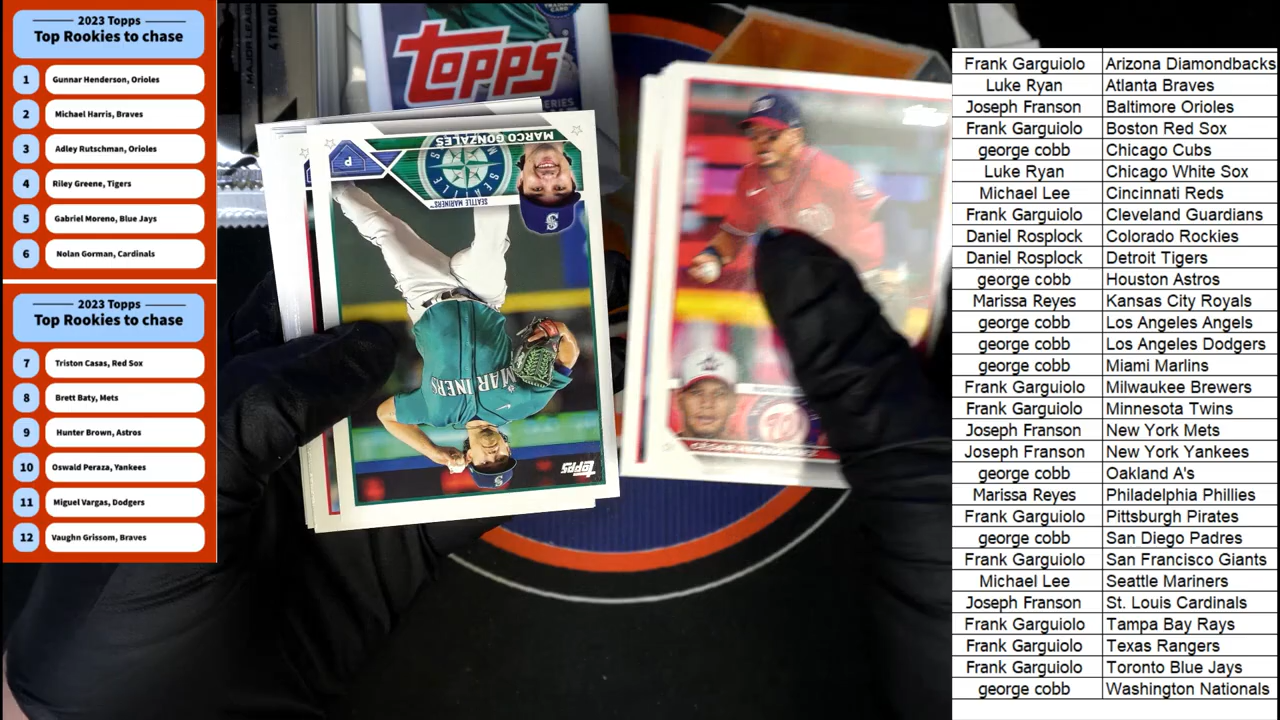 2023 Topps
Top Rookies to chase
1 Gunnar Henderson, Orioles
2 Michael Harris, Braves
3 Adley Rutschman, Orioles
4 Riley Greene, Tigers
5 Gabriel Moreno, Blue Jays
6 Nolan Gorman, Cardinals
2023 Topps
Top Rookies to chase
7 Triston Casas, Red Sox
8 Brett Baty, Mets
9 Hunter Brown, Astros
10 Oswald Peraza, Yankees
11 Miguel Vargas, Dodgers
12 Vaughn Grissom, Braves
TOPPS
MARCO GONZALES
P
SEATTLE MARINERS
S
MARINERS
TOPPS
Frank Garguiolo Arizona Diamondbacks
Luke Ryan Atlanta Braves
Joseph Franson Baltimore Orioles
Frank Garguiolo Boston Red Sox
george cobb Chicago Cubs
Luke Ryan Chicago White Sox
Michael Lee Cincinnati Reds
Frank Garguiolo Cleveland Guardians
Daniel Rosplock Colorado Rockies
Daniel Rosplock Detroit Tigers
george cobb Houston Astros
Marissa Reyes Kansas City Royals
george cobb Los Angeles Angels
george cobb Los Angeles Dodgers
george cobb Miami Marlins
Frank Garguiolo Milwaukee Brewers
Frank Garguiolo Minnesota Twins
Joseph Franson New York Mets
Joseph Franson New York Yankees
george cobb Oakland A's
Marissa Reyes Philadelphia Phillies
Frank Garguiolo Pittsburgh Pirates
george cobb San Diego Padres
Frank Garguiolo San Francisco Giants
Michael Lee Seattle Mariners
Joseph Franson St. Louis Cardinals
Frank Garguiolo Tampa Bay Rays
Frank Garguiolo Texas Rangers
Frank Garguiolo Toronto Blue Jays
george cobb Washington Nationals